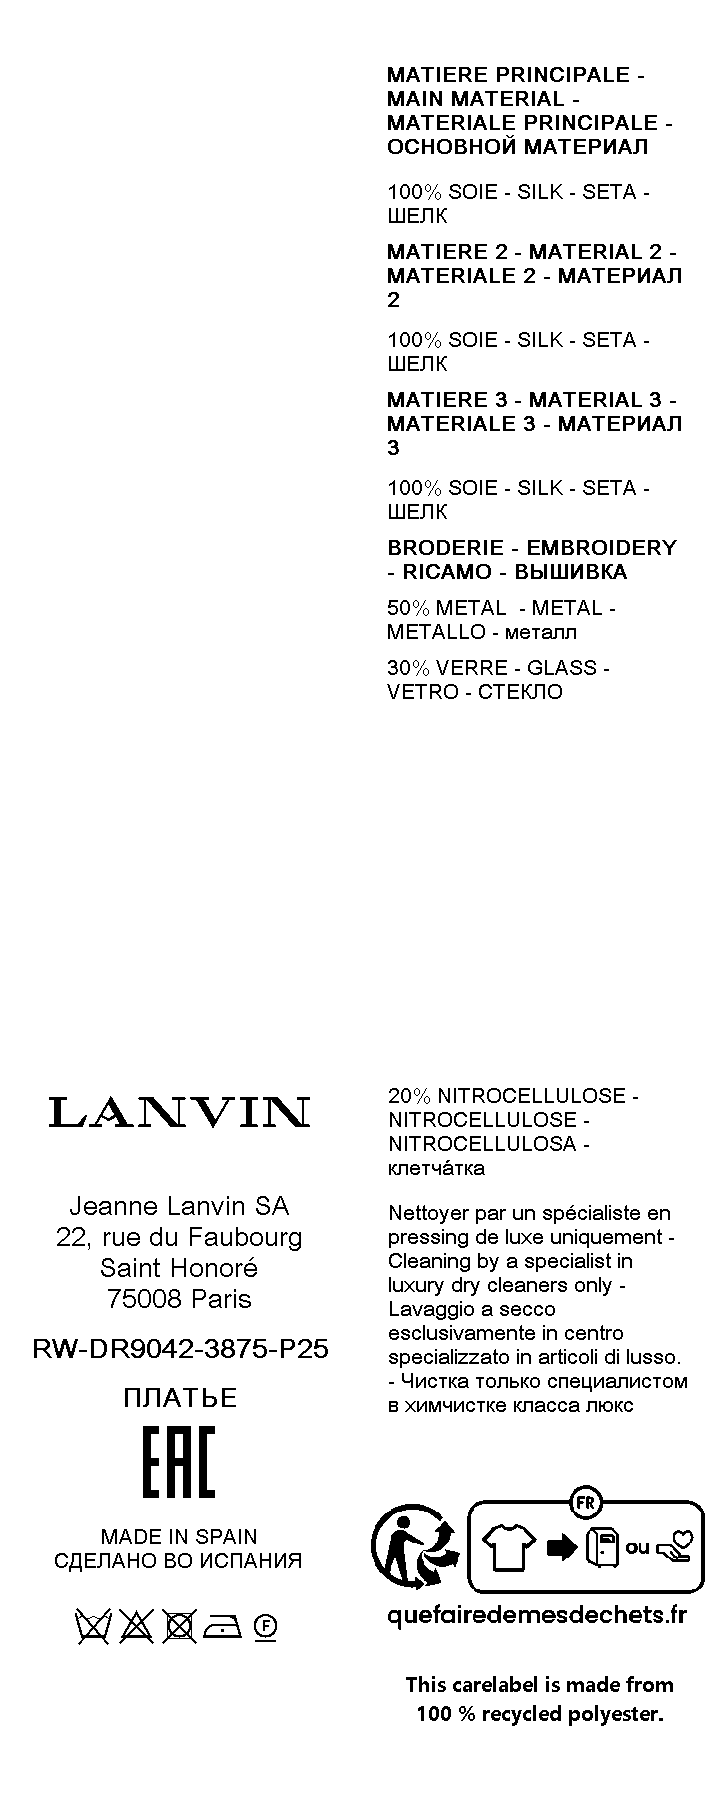 MATIERE PRINCIPALE -
MAIN MATERIAL -
MATERIALE PRINCIPALE -
ОСНОВНОЙ МАТЕРИАЛ
100% SOIE - SILK - SETA -
ШЕЛК
MATIERE 2 - MATERIAL 2 -
MATERIALE 2 - МАТЕРИАЛ
2
100% SOIE - SILK - SETA -
ШЕЛК
MATIERE 3 - MATERIAL 3 -
MATERIALE 3 - МАТЕРИАЛ
3
100% SOIE - SILK - SETA -
ШЕЛК
BRODERIE - EMBROIDERY
- RICAMO - ВЫШИВКА
50% METAL  - METAL -
METALLO - металл
30% VERRE - GLASS -
VETRO - СТЕКЛО
LANVIN
Jeanne Lanvin SA
22, rue du Faubourg
Saint Honoré
75008 Paris
RW-DR9042-3875-P25
ПЛАТЬЕ
EAC
MADE IN SPAIN
СДЕЛАНО ВО ИСПАНИЯ
F
20% NITROCELLULOSE -
NITROCELLULOSE -
NITROCELLULOSA -
клетча́тка
Nettoyer par un spécialiste en
pressing de luxe uniquement -
Cleaning by a specialist in
luxury dry cleaners only -
Lavaggio a secco
esclusivamente in centro
specializzato in articoli di lusso.
- Чистка только специалистом
в химчистке класса люкс
FR
ou
quefairedemesdechets.fr
This carelabel is made from
100 % recycled polyester.